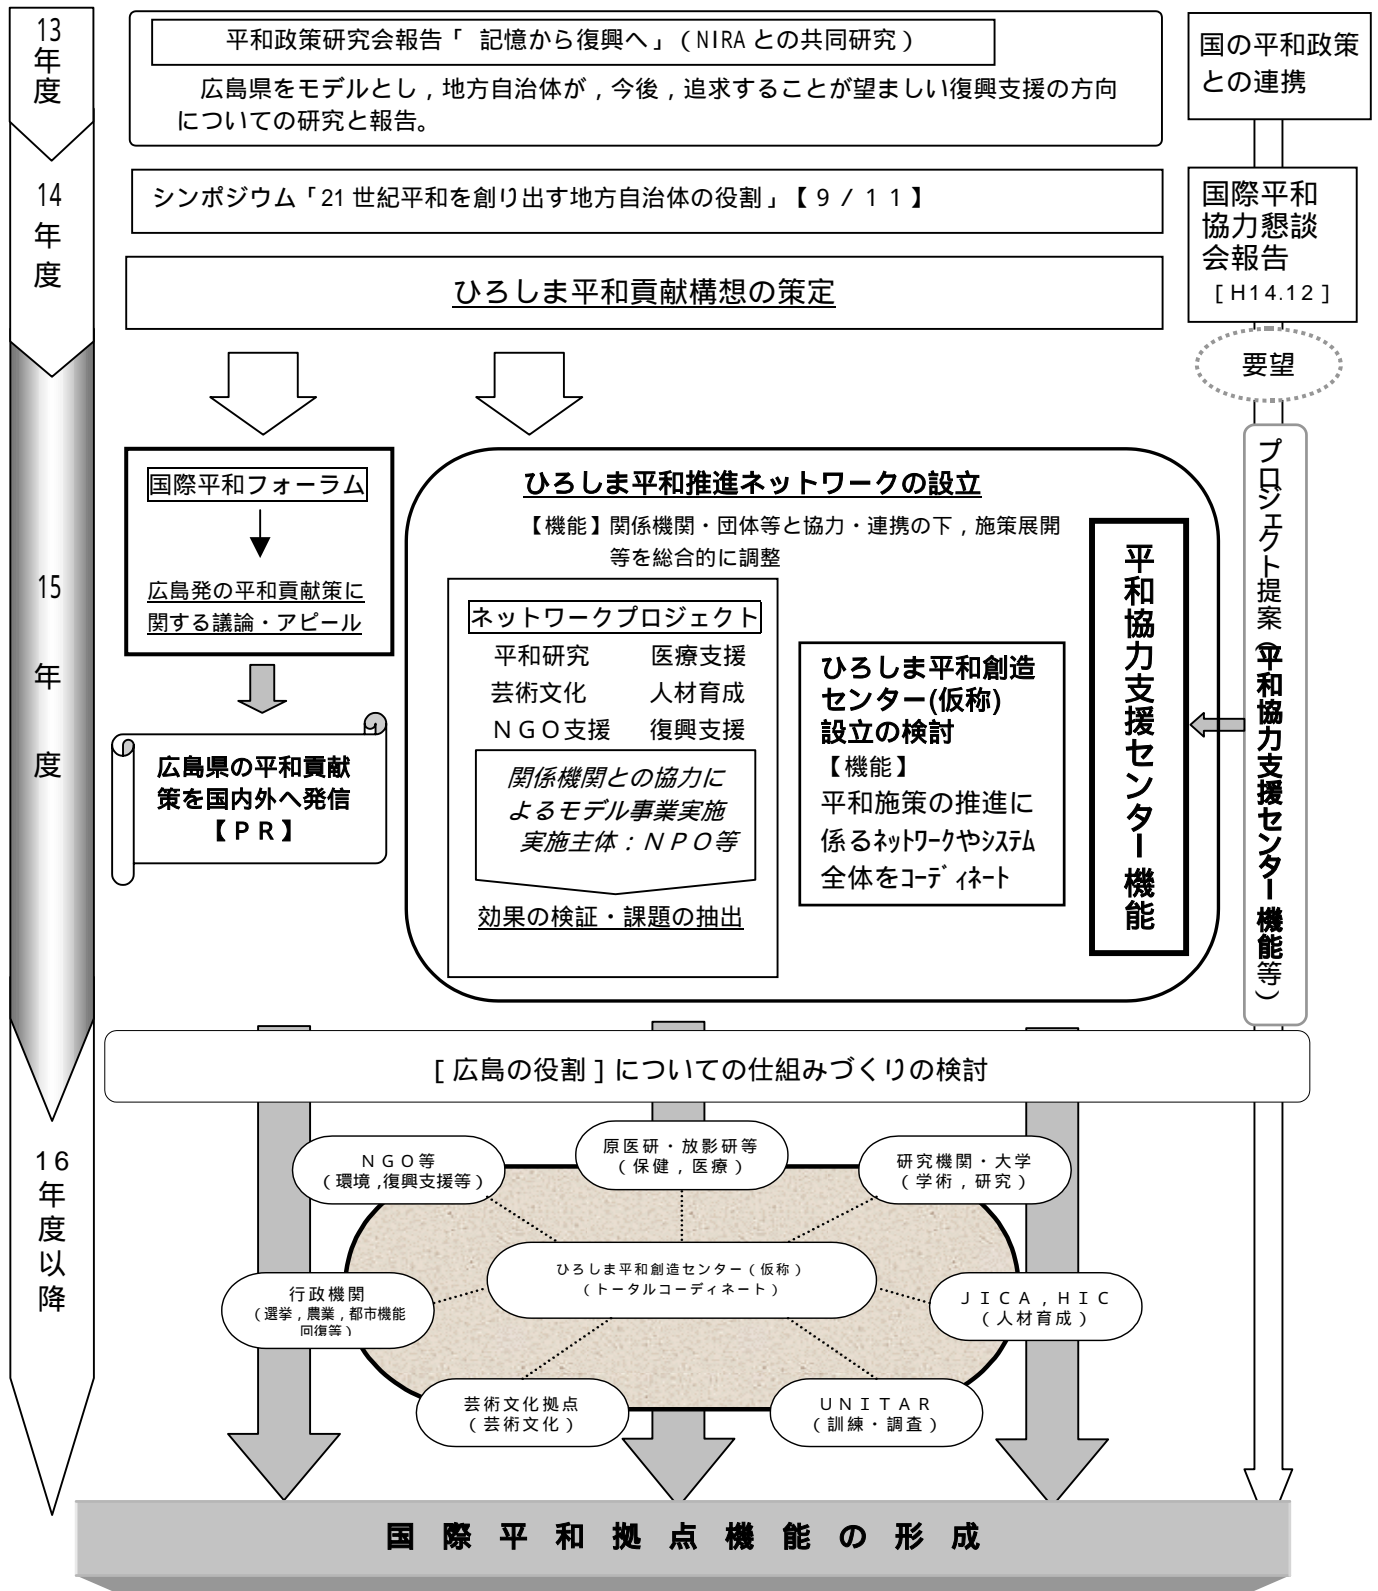 13
年
度
平和政策研究会報告「 記憶から復興へ」(NIRA との共同研究)
広島県をモデルとし,地方自治体が,今後,追求することが望ましい復興支援の方向
についての研究と報告。
国の平和政策
との連携
14
年
度
シンポジウム「21 世紀平和を創り出す地方自治体の役割」【9/11】
国際平和
協力懇談
会報告
[H14.12]
ひろしま平和貢献構想の策定
要望
15
年
度
国際平和フォーラム
広島発の平和貢献策に
関する議論・アピール
広島県の平和貢献
策を国内外へ発信
【PR】
ひろしま平和推進ネットワークの設立
【機能】関係機関・団体等と協力・連携の下,施策展開
等を総合的に調整
ネットワークプロジェクト
平和研究 医療支援
芸術文化 人材育成
NGO支援 復興支援
関係機関との協力に
よるモデル事業実施
実施主体:NPO等
効果の検証・課題の抽出
ひろしま平和創造
センター(仮称)
設立の検討
【機能】
平和施策の推進に
係るネットワークやシステム
全体をコーディネート
平和協力支援センター機能
プロジェクト提案(平和協力支援センター機能等)
[広島の役割]についての仕組みづくりの検討
16
年
度
以
降
NGO等
(環境,復興支援等)
原医研・放影研等
(保健,医療)
研究機関・大学
(学術,研究)
ひろしま平和創造センター(仮称)
(トータルコーディネート)
行政機関
(選挙,農業,都市機能
回復等)
JICA,HIC
(人材育成)
芸術文化拠点
(芸術文化)
UNITAR
(訓練・調査)
国際平和拠点機能の形成